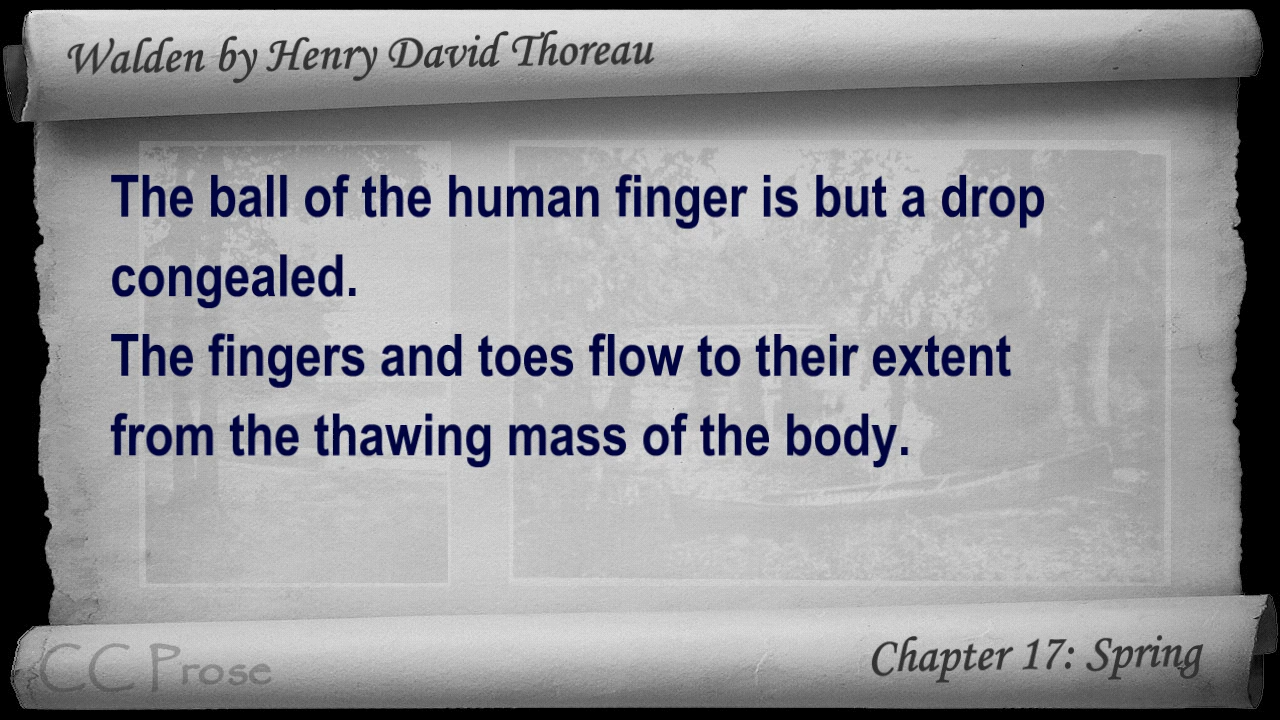 Walden by Henry David Thoreau
The ball of the human finger is but a drop
congealed.
The fingers and toes flow to their extent
from the thawing mass of the body.
CC Prose
Chapter 17: Spring